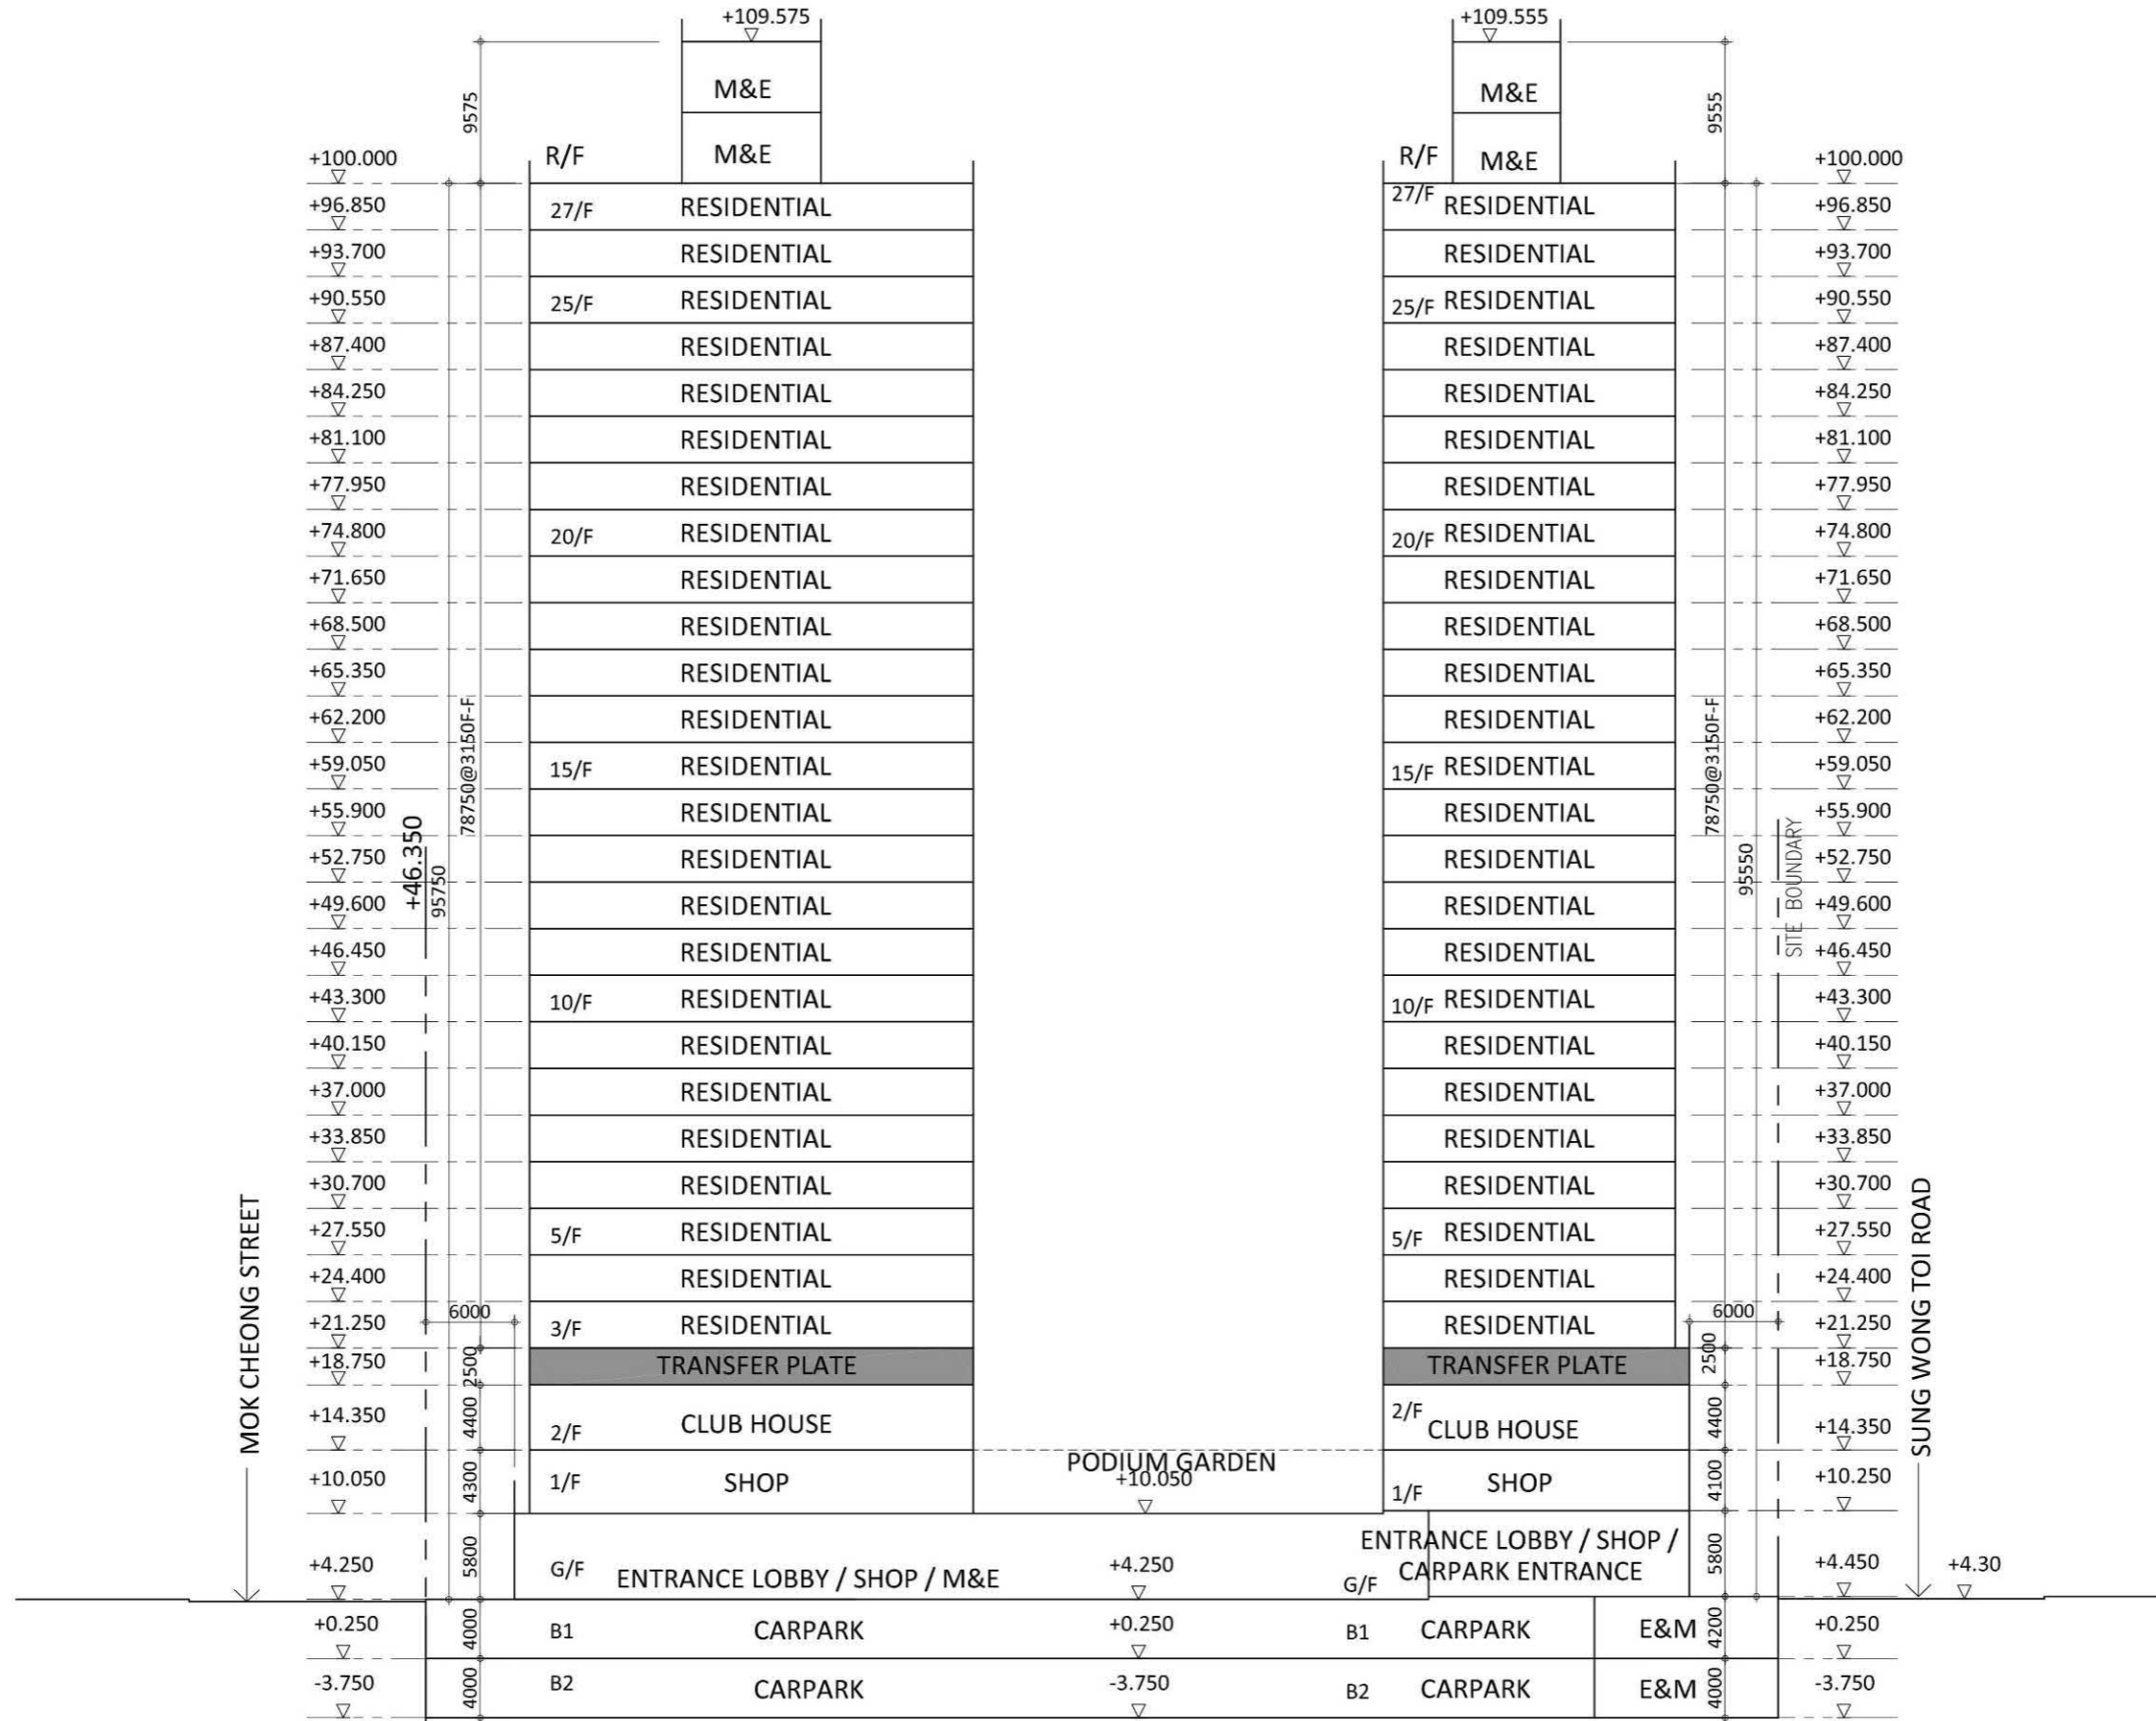 +109.575
+109.555
M&E
M&E
9575
9555
+100.000
R/F
M&E
R/F
M&E
+100.000
+96.850
27/F
RESIDENTIAL
27/F
RESIDENTIAL
+96.850
+93.700
RESIDENTIAL
RESIDENTIAL
+93.700
+90.550
25/F
RESIDENTIAL
25/F
RESIDENTIAL
+90.550
+87.400
RESIDENTIAL
RESIDENTIAL
+87.400
+84.250
RESIDENTIAL
RESIDENTIAL
+84.250
+81.100
RESIDENTIAL
RESIDENTIAL
+81.100
+77.950
RESIDENTIAL
RESIDENTIAL
+77.950
+74.800
20/F
RESIDENTIAL
20/F
RESIDENTIAL
+74.800
+71.650
RESIDENTIAL
RESIDENTIAL
+71.650
+68.500
RESIDENTIAL
RESIDENTIAL
+68.500
+65.350
RESIDENTIAL
RESIDENTIAL
+65.350
+62.200
RESIDENTIAL
RESIDENTIAL
+62.200
78750@3150F-F
78750@3150F-F
+59.050
15/F
RESIDENTIAL
15/F
RESIDENTIAL
+59.050
+55.900
RESIDENTIAL
RESIDENTIAL
+55.900
+46.350
95750
95550
SITE BOUNDARY
+52.750
RESIDENTIAL
RESIDENTIAL
+52.750
+49.600
RESIDENTIAL
RESIDENTIAL
+49.600
+46.450
RESIDENTIAL
RESIDENTIAL
+46.450
+43.300
10/F
RESIDENTIAL
10/F
RESIDENTIAL
+43.300
+40.150
RESIDENTIAL
RESIDENTIAL
+40.150
+37.000
RESIDENTIAL
RESIDENTIAL
+37.000
+33.850
RESIDENTIAL
RESIDENTIAL
+33.850
+30.700
RESIDENTIAL
RESIDENTIAL
+30.700
MOK CHEONG STREET
SUNG WONG TOI ROAD
+27.550
5/F
RESIDENTIAL
5/F
RESIDENTIAL
+27.550
+24.400
RESIDENTIAL
RESIDENTIAL
+24.400
6000
6000
+21.250
3/F
RESIDENTIAL
RESIDENTIAL
+21.250
+18.750
2500
TRANSFER PLATE
TRANSFER PLATE
2500
+18.750
+14.350
4400
2/F
CLUB HOUSE
2/F
CLUB HOUSE
4400
+14.350
PODIUM GARDEN
+10.050
4300
1/F
SHOP
+10.050
1/F
SHOP
4100
+10.250
+4.250
5800
G/F
ENTRANCE LOBBY / SHOP / M&E
+4.250
G/F
ENTRANCE LOBBY / SHOP /
CARPARK ENTRANCE
5800
+4.450
+4.30
+0.250
4000
B1
CARPARK
+0.250
B1
CARPARK
E&M
4200
+0.250
-3.750
4000
B2
CARPARK
-3.750
B2
CARPARK
E&M
4000
-3.750